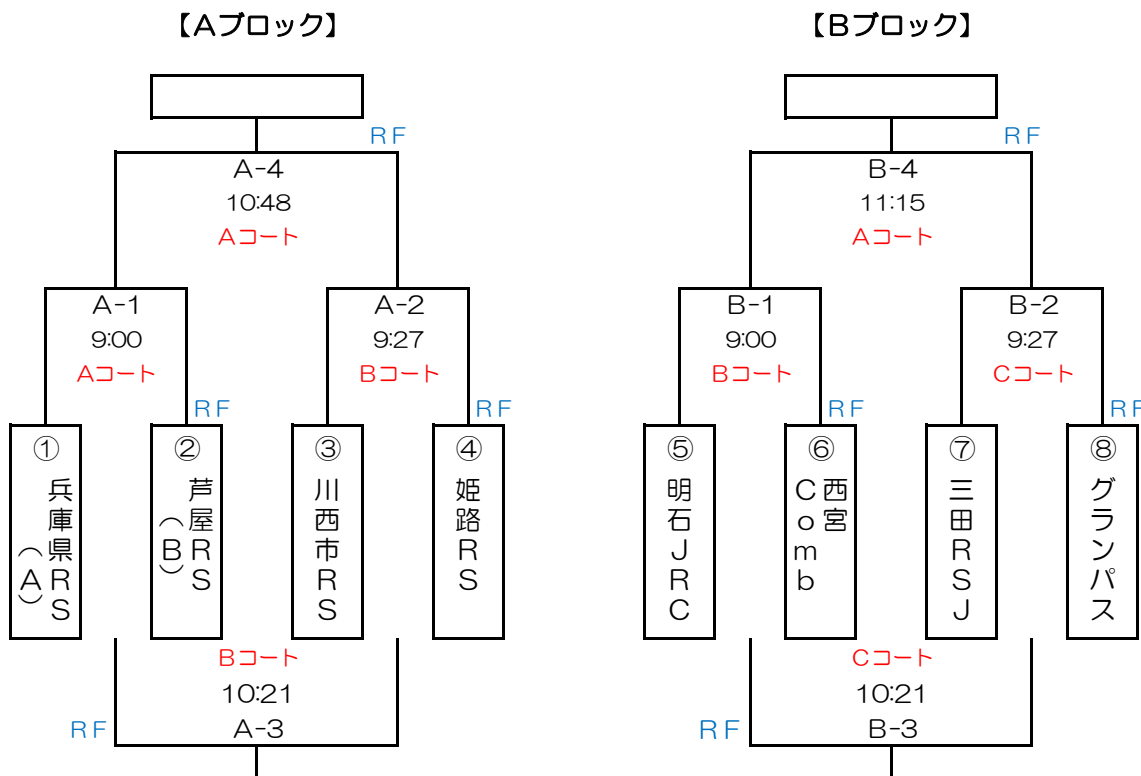 【Aブロック】
RF
A-4
10:48
Aコート
A-1
9:00
Aコート
A-2
9:27
Bコート
RF
RF
①
兵庫県RS
(A)
②
芦屋RS
(B)
③
川西市RS
④
姫路RS
Bコート
10:21
RF
A-3
【Bブロック】
RF
B-4
11:15
Aコート
B-1
9:00
Bコート
B-2
9:27
Cコート
RF
RF
⑤
明石JRC
⑥
西宮
Comb
⑦
三田RSJ
⑧
グランパス
Cコート
10:21
RF
B-3